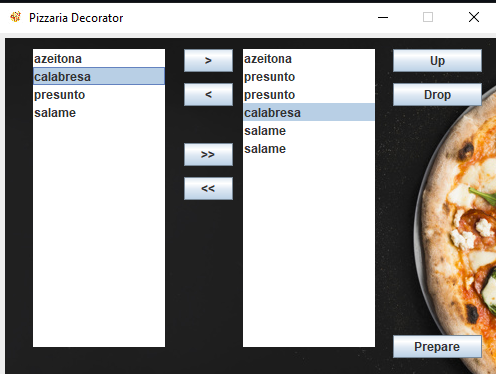 Pizzaria Decorator
azeitona
calabresa
presunto
salame
>
<
>>
<<
azeitona
presunto
presunto
calabresa
salame
salame
Up
Drop
Prepare